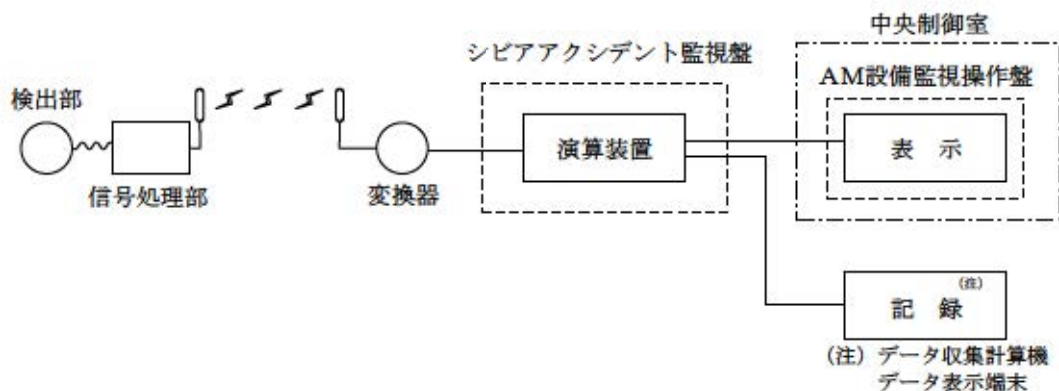 中央制御室
シビアアクシデント監視盤
AM設備監視操作盤
検出部
演算装置
表 示
信号処理部
変換器
記 録
(注)
(注) データ収集計算機
データ表示端末